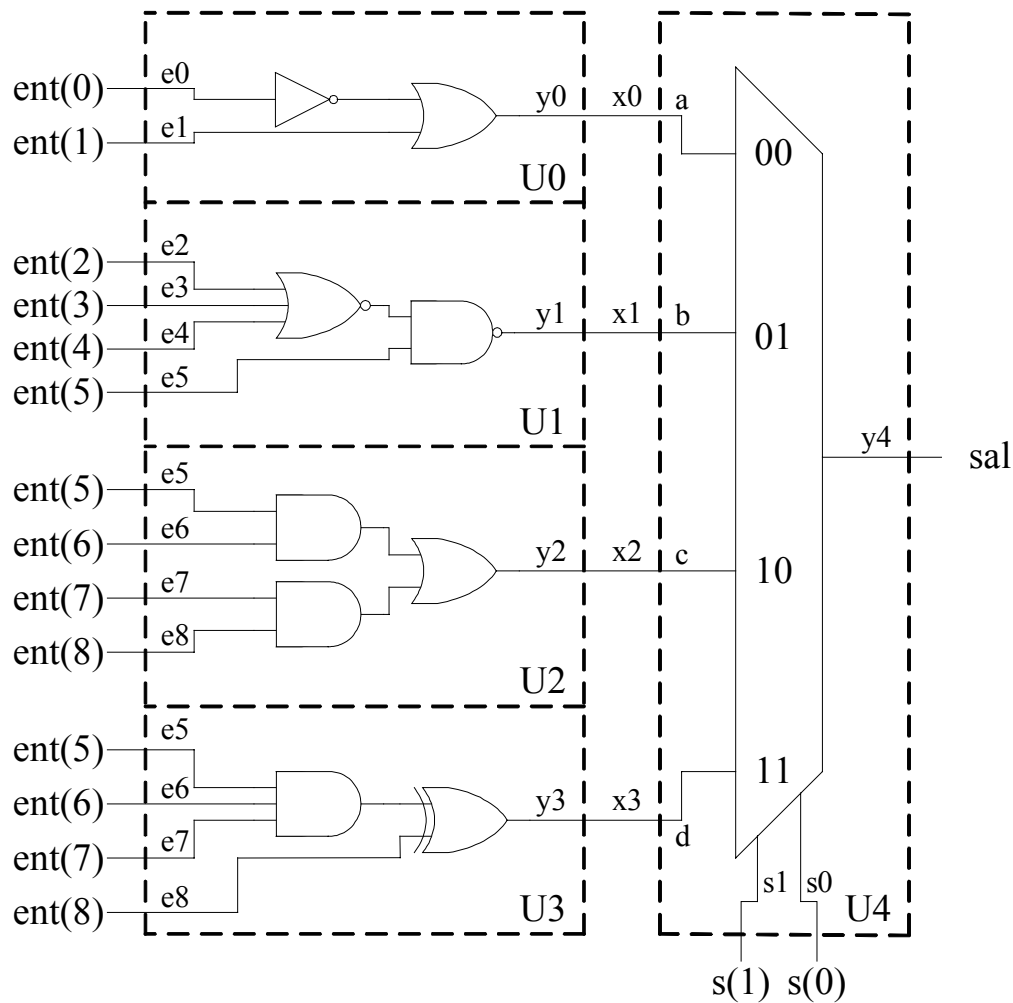 ent(0)
e0
ent(1)
e1
y0
x0
a
00
U0
ent(2)
e2
ent(3)
e3
ent(4)
e4
ent(5)
e5
y1
x1
b
01
U1
ent(5)
e5
ent(6)
e6
ent(7)
e7
ent(8)
e8
y2
x2
c
10
U2
y4
sal
ent(5)
e5
ent(6)
e6
ent(7)
e7
ent(8)
e8
y3
x3
d
11
U3
s1
s0
U4
s(1)
s(0)